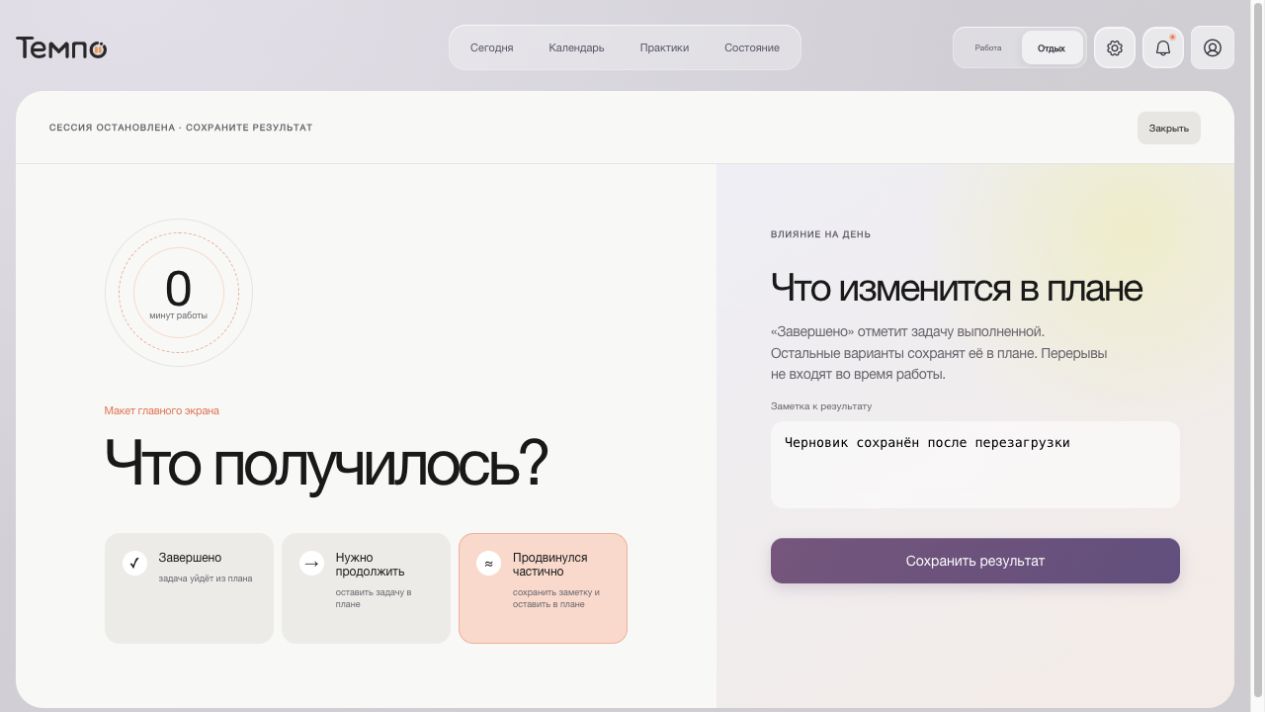 Темпо
Сегодня
Календарь
Практики
Состояние
Работа
Отдых
СЕССИЯ ОСТАНОВЛЕНА · СОХРАНИТЕ РЕЗУЛЬТАТ
Закрыть
0
минут работы
Макет главного экрана
Что получилось?
✓
Завершено
задача уйдёт из плана
→
Нужно
продолжить
оставить задачу в
плане
≈
Продвинулся
частично
сохранить заметку и
оставить в плане
ВЛИЯНИЕ НА ДЕНЬ
Что изменится в плане
«Завершено» отметит задачу выполненной.
Остальные варианты сохранят её в плане. Перерывы
не входят во время работы.
Заметка к результату
Черновик сохранён после перезагрузки
Сохранить результат